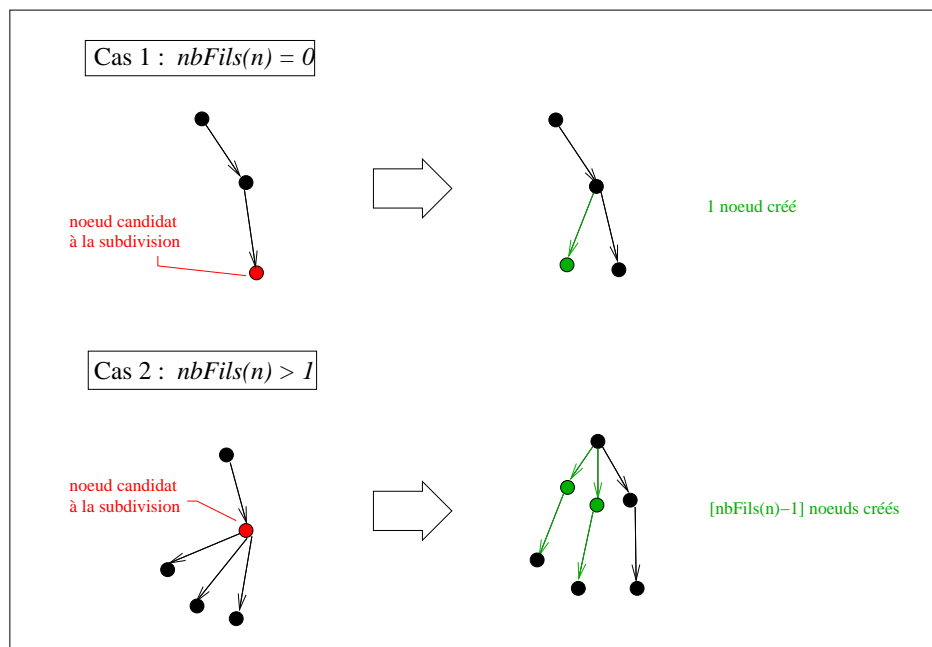 Cas 1 : nbFils(n) = 0
noeud candidat
à la subdivision
1 noeud créé
Cas 2 : nbFils(n) > 1
noeud candidat
à la subdivision
[nbFils(n)−1] noeuds créés